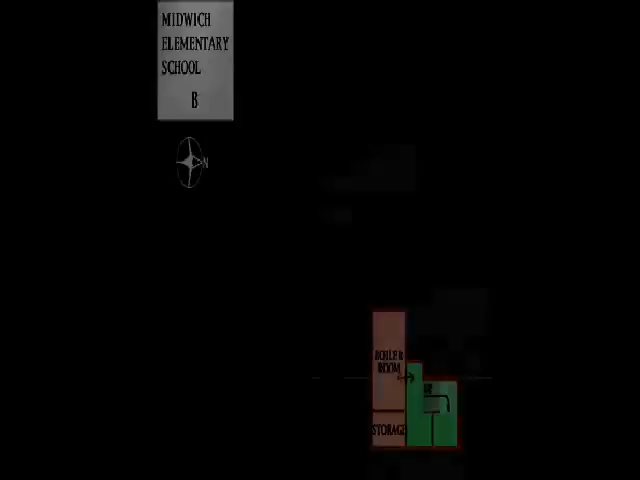 MIDWICH
ELEMENTARY
SCHOOL
B
N
BOILER
ROOM
STORAGE